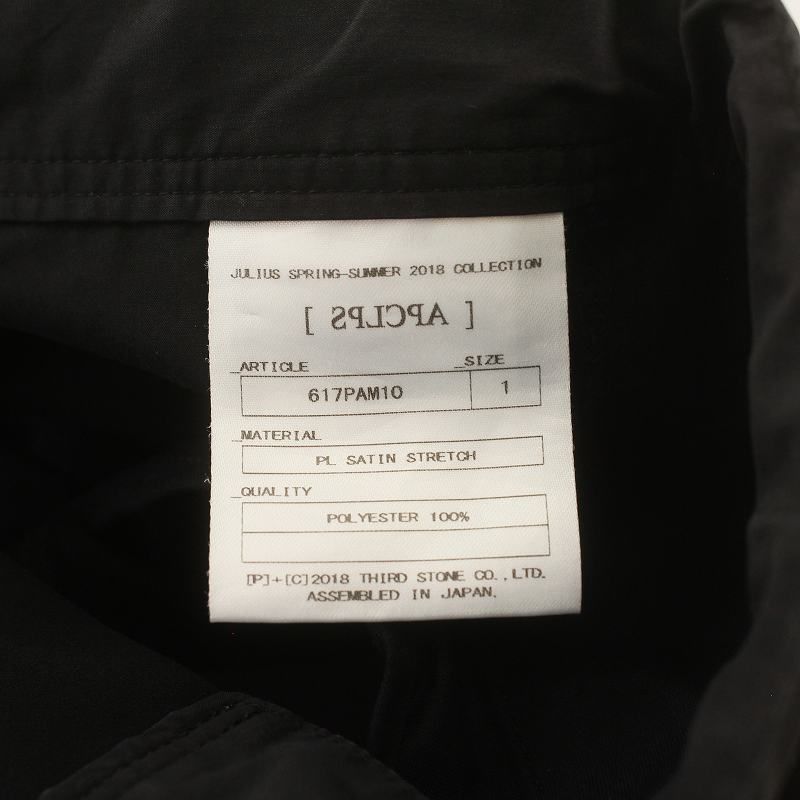 JULIUS SPRING-SUMMER 2018 COLLECTION
[ APCLPS ]
_ARTICLE _SIZE
617PAM10 1
_MATERIAL
PL SATIN STRETCH
_QUALITY
POLYESTER 100%
[P]+[C]2018 THIRD STONE CO.,LTD.
ASSEMBLED IN JAPAN.